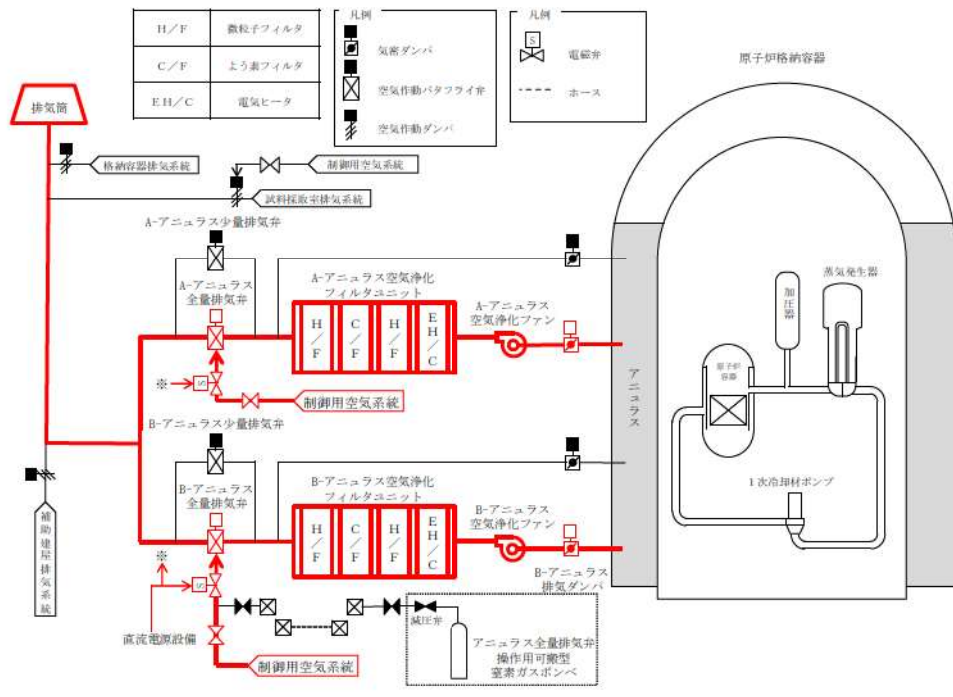 H／F 微粒子フィルタ
C／F よう素フィルタ
EH／C 電気ヒータ
凡例
気密ダンパ
空気作動バタフライ弁
空気作動ダンパ
凡例
S
電磁弁
ホース
原子炉格納容器
排気筒
格納容器排気系統
制御用空気系統
試料採取室排気系統
A-アニュラス少量排気弁
A-アニュラス
全量排気弁
A-アニュラス空気浄化
フィルタユニット
H／F
C／F
H／F
EH／C
A-アニュラス
空気浄化ファン
※
S
制御用空気系統
蒸気発生器
加圧器
原子炉
容器
アニュラス
1次冷却材ポンプ
B-アニュラス少量排気弁
B-アニュラス
全量排気弁
B-アニュラス空気浄化
フィルタユニット
H／F
C／F
H／F
EH／C
B-アニュラス
空気浄化ファン
B-アニュラス
排気ダンパ
補助建屋排気系統
※
S
直流電源設備
制御用空気系統
減圧弁
アニュラス全量排気弁
操作用可搬型
窒素ガスボンベ